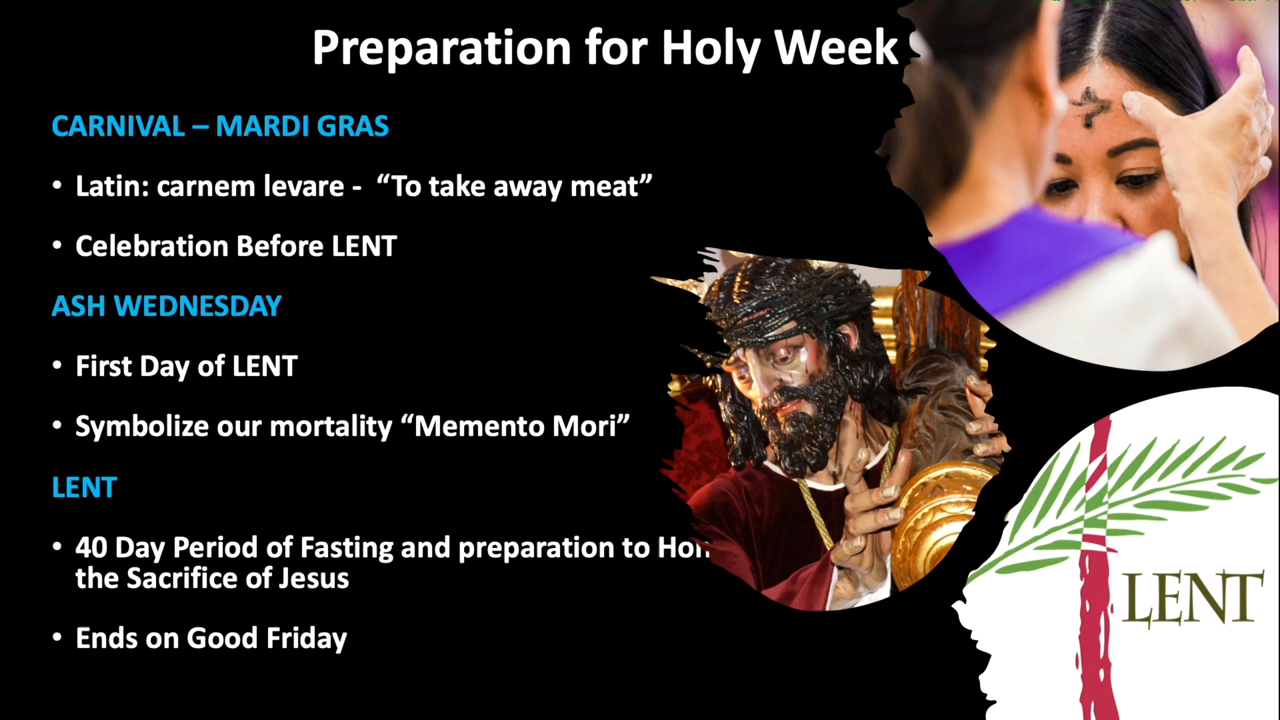 Preparation for Holy Week
CARNIVAL – MARDI GRAS
• Latin: carnem levare - “To take away meat”
• Celebration Before LENT
ASH WEDNESDAY
• First Day of LENT
• Symbolize our mortality “Memento Mori”
LENT
• 40 Day Period of Fasting and preparation to
the Sacrifice of Jesus
• Ends on Good Friday
LENT